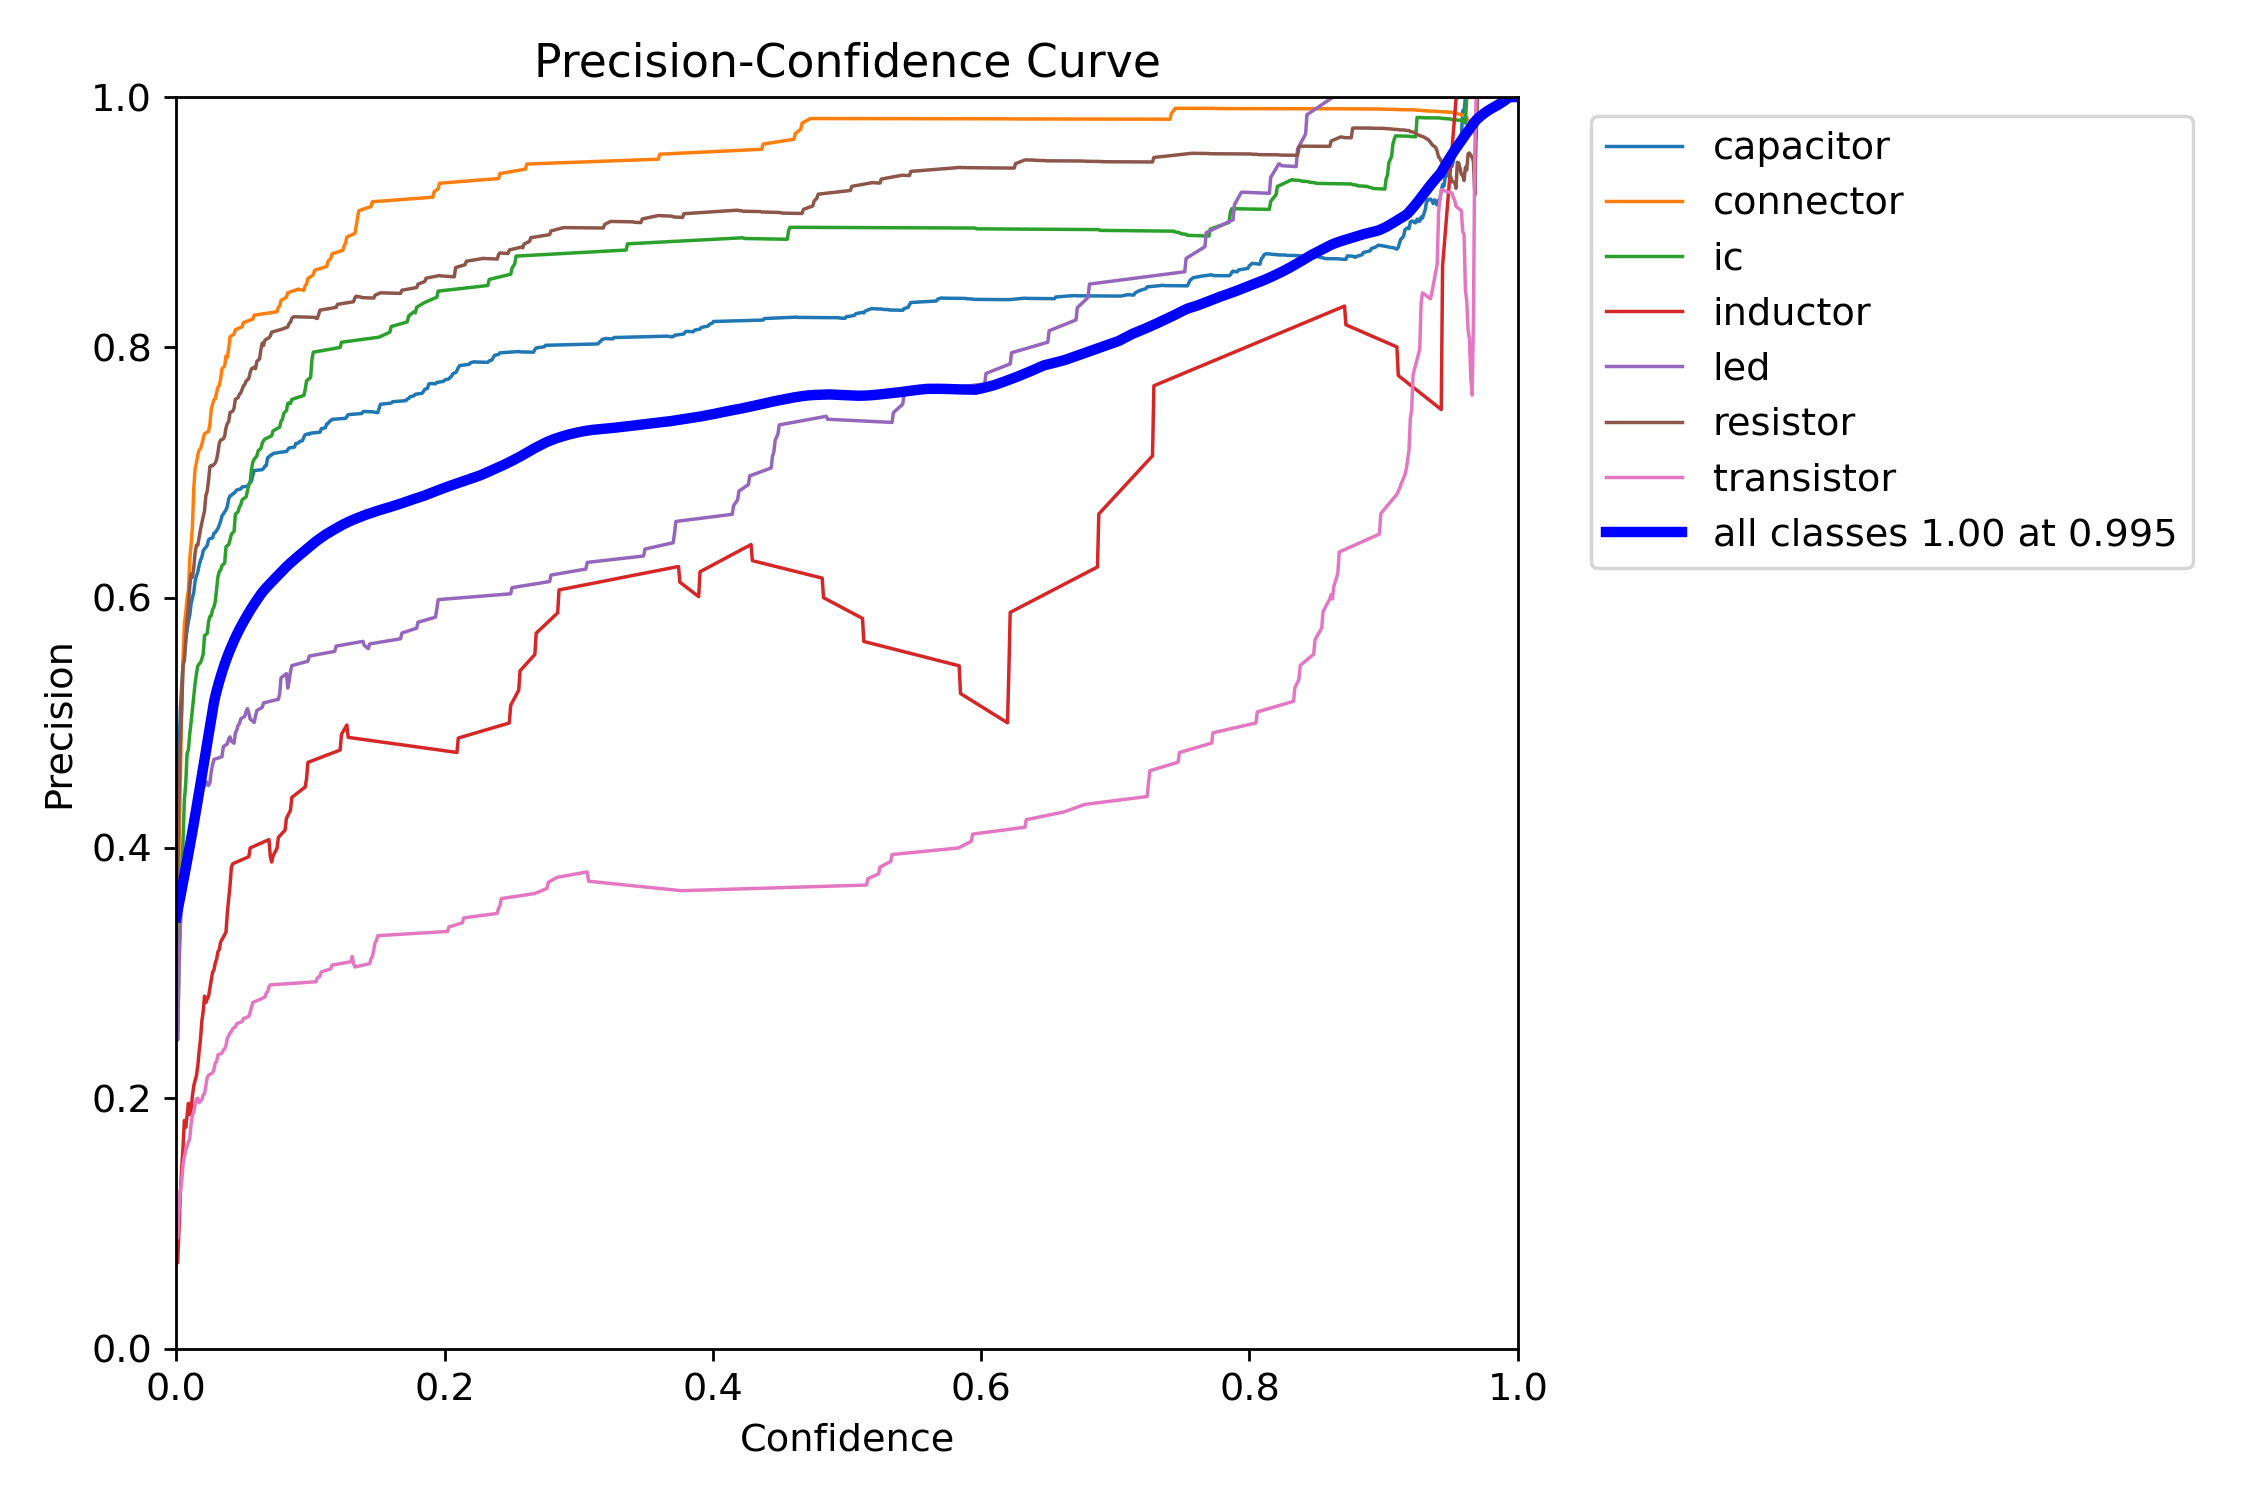 Precision-Confidence Curve
1.0
0.8
0.6
0.4
0.2
0.0
Precision
0.0 0.2 0.4 0.6 0.8 1.0
Confidence
capacitor
connector
ic
inductor
led
resistor
transistor
all classes 1.00 at 0.995